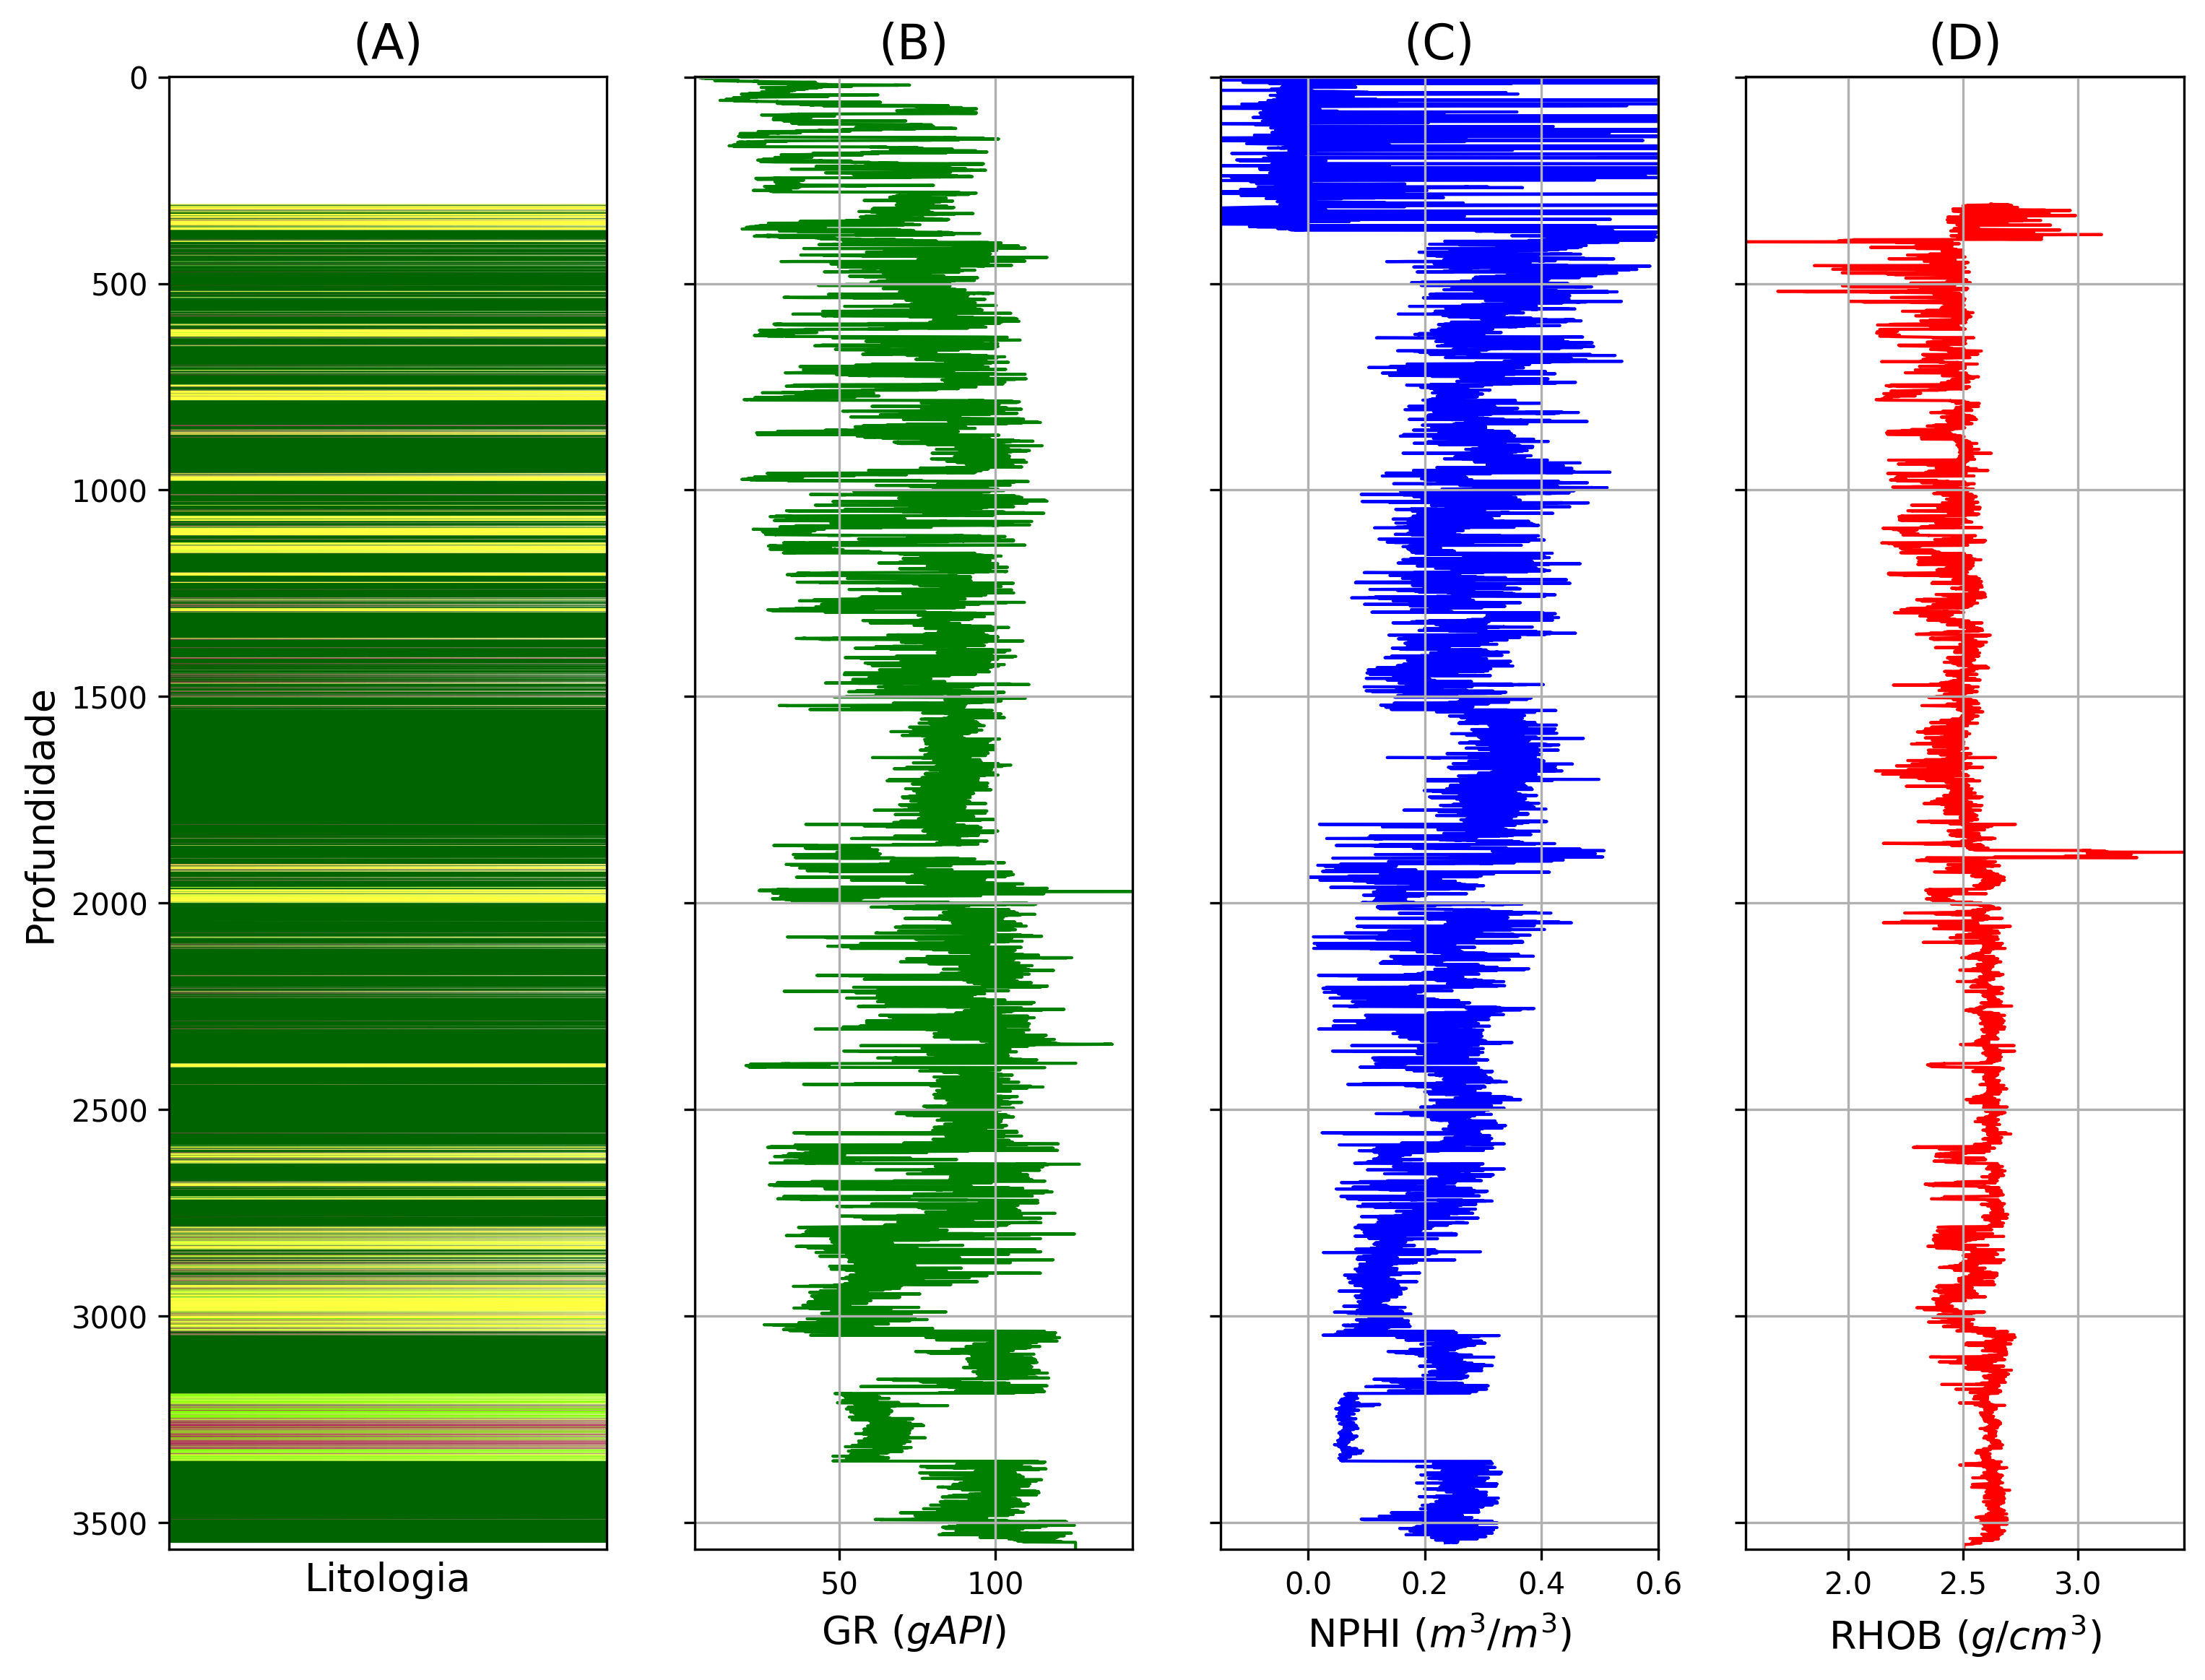 (A)
(B)
(C)
(D)
Profundidade
0
500
1000
1500
2000
2500
3000
3500
Litologia
50 100
GR (gAPI)
0.0 0.2 0.4 0.6
NPHI (m³/m³)
2.0 2.5 3.0
RHOB (g/cm³)